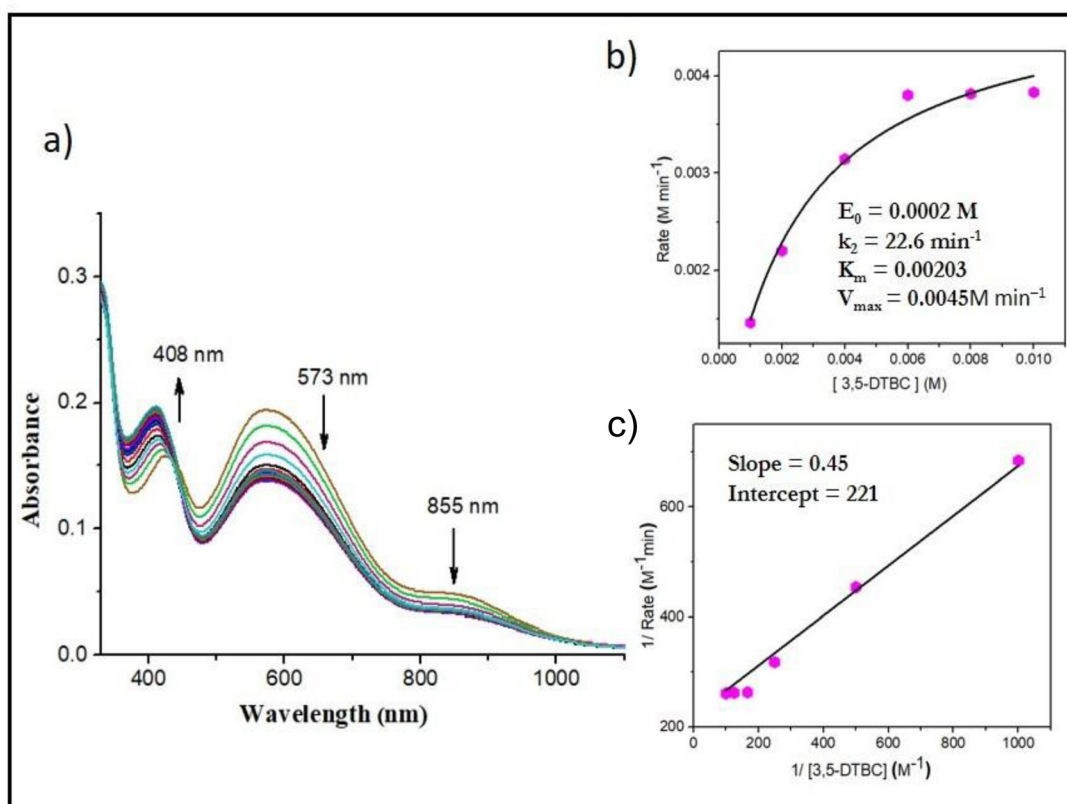 a)
0.3
0.2
0.1
0.0
Absorbance
408 nm
573 nm
855 nm
400
600
800
1000
Wavelength (nm)
b)
0.004
0.003
0.002
Rate (M min⁻¹)
E₀ = 0.0002 M
k₂ = 22.6 min⁻¹
Kₘ = 0.00203
Vₘₐₓ = 0.0045M min⁻¹
0.000
0.002
0.004
0.006
0.008
0.010
[ 3,5-DTBC ] (M)
c)
Slope = 0.45
Intercept = 221
600
400
200
1/ Rate (M⁻¹min)
0
200
400
600
800
1000
1/ [3,5-DTBC] (M⁻¹)